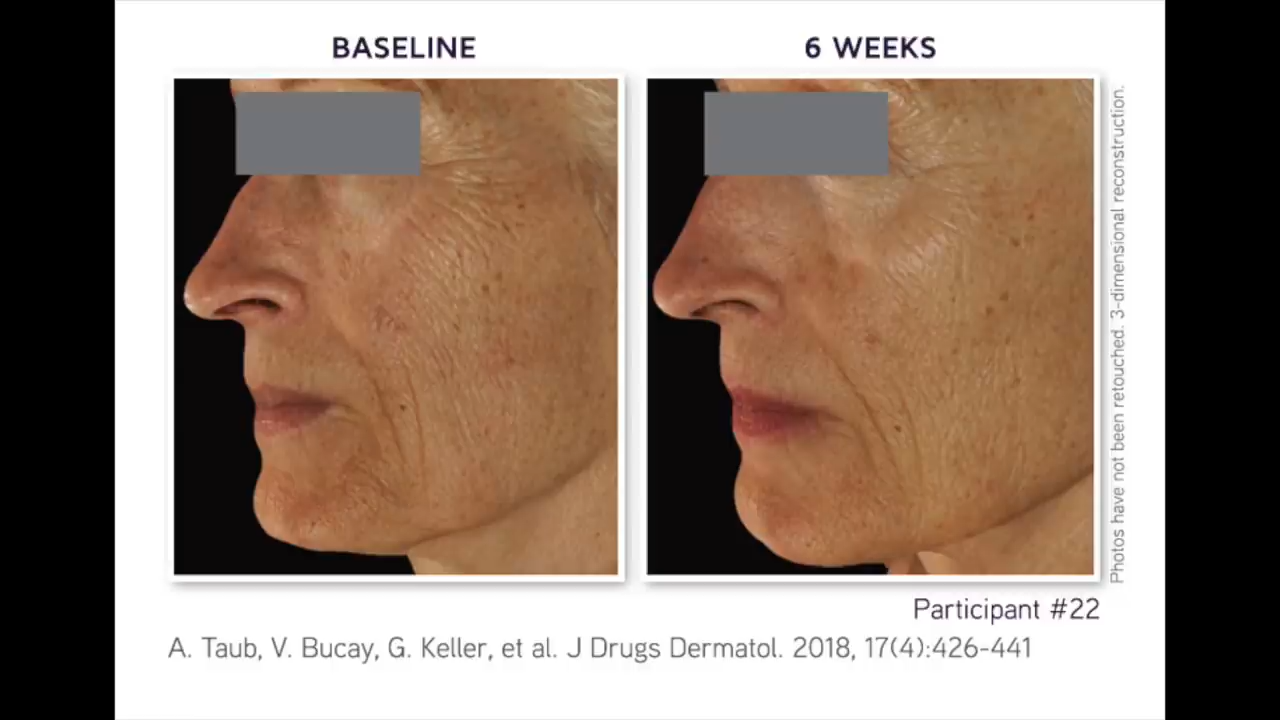 BASELINE
6 WEEKS
Photos have not been retouched. 3-dimensional reconstruction.
Participant #22
A. Taub, V. Bucay, G. Keller, et al. J Drugs Dermatol. 2018, 17(4):426-441